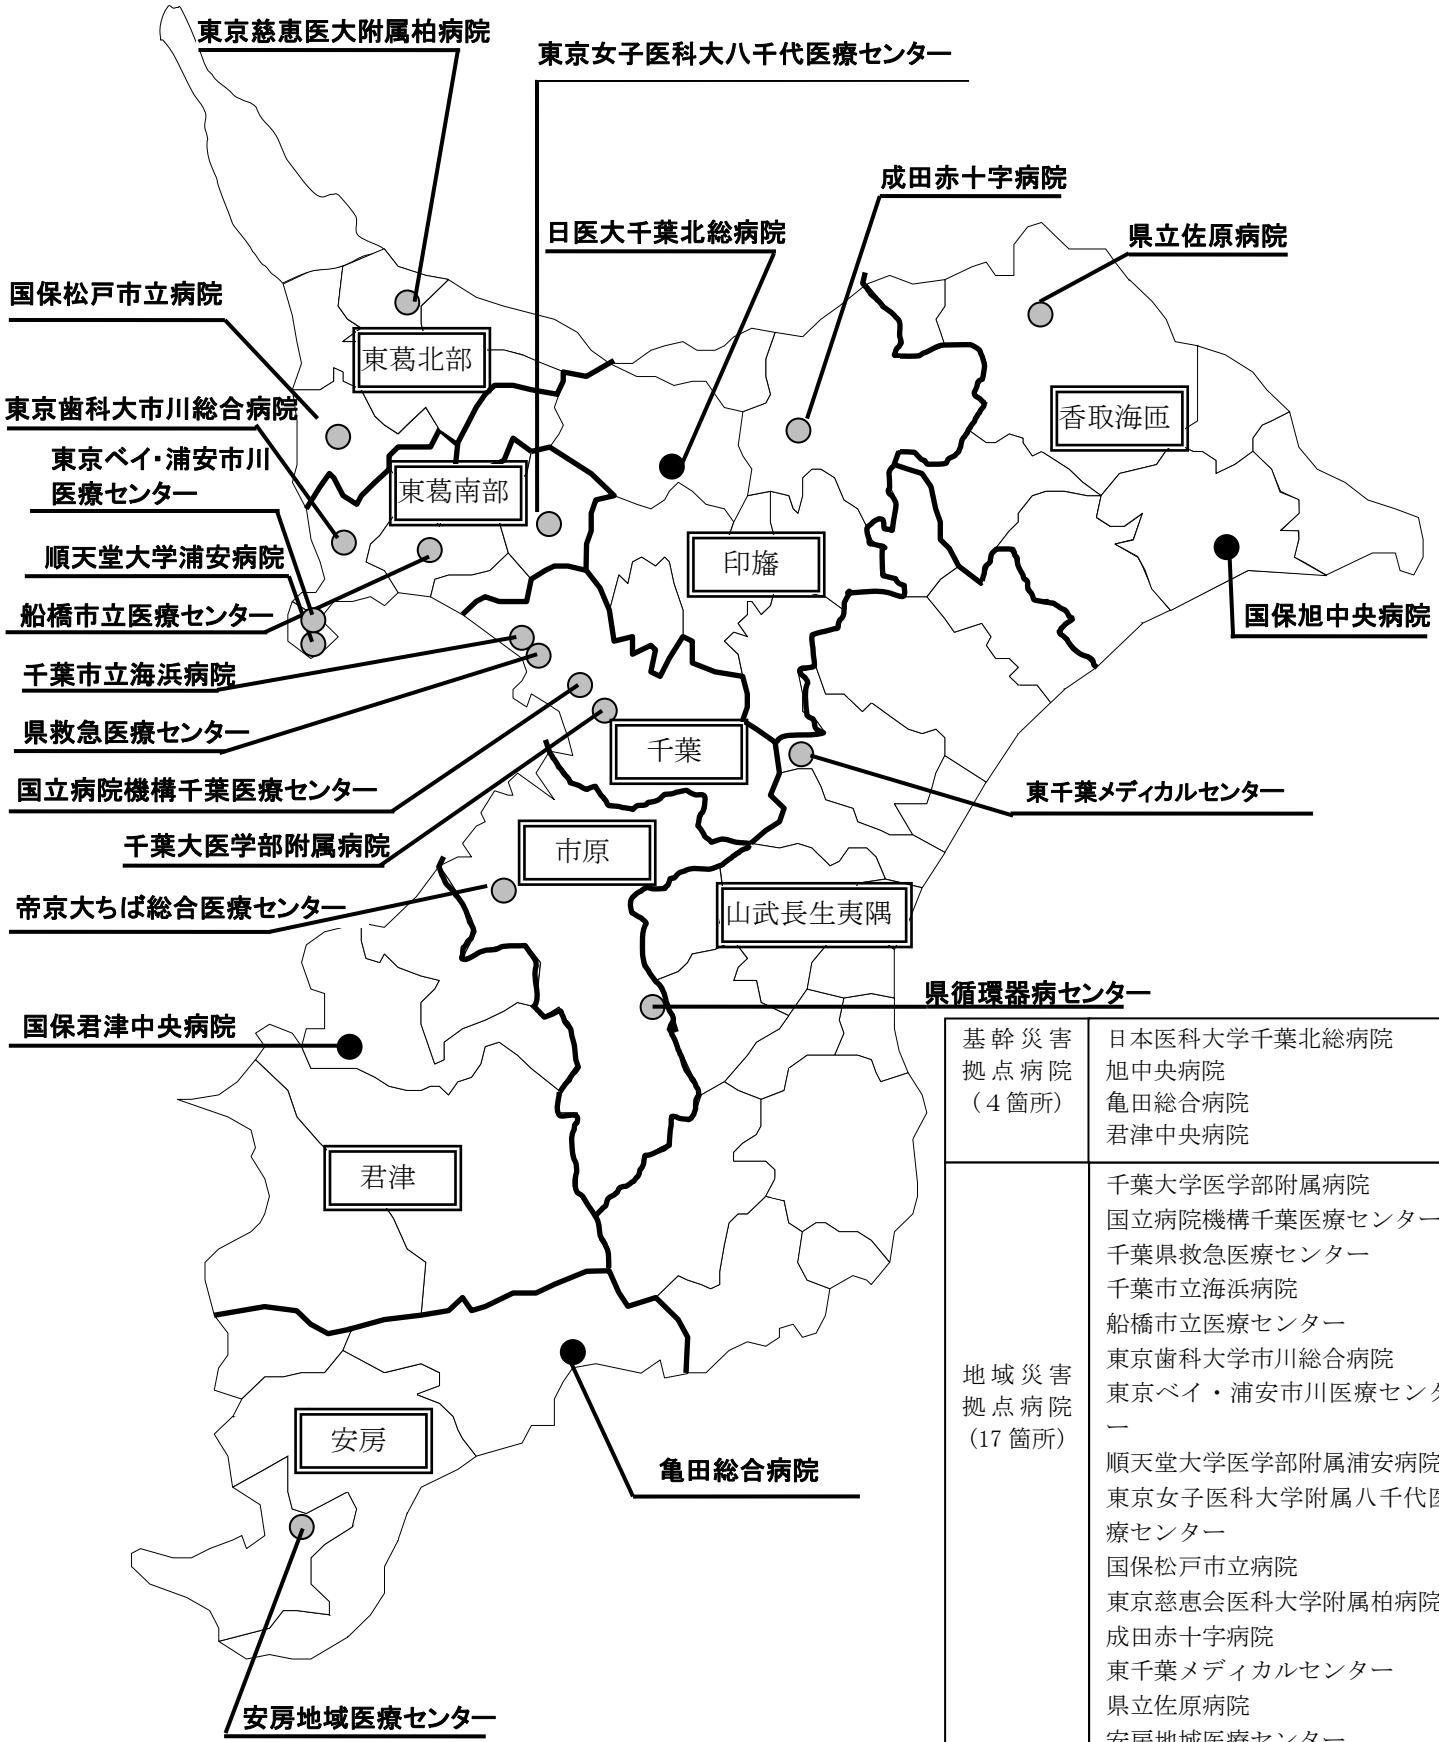 東京慈恵医大附属柏病院
東京女子医科大八千代医療センター
成田赤十字病院
日医大千葉北総病院
県立佐原病院
国保松戸市立病院
東葛北部
東京歯科大市川総合病院
香取海匝
東京ベイ・浦安市川
医療センター
東葛南部
順天堂大学浦安病院
印旛
船橋市立医療センター
国保旭中央病院
千葉市立海浜病院
県救急医療センター
千葉
国立病院機構千葉医療センター
東千葉メディカルセンター
千葉大医学部附属病院
市原
帝京大ちば総合医療センター
山武長生夷隅
県循環器病センター
国保君津中央病院
君津
安房
亀田総合病院
安房地域医療センター
基幹災害
拠点病院
(4箇所)
日本医科大学千葉北総病院
旭中央病院
亀田総合病院
君津中央病院
地域災害
拠点病院
(17箇所)
千葉大学医学部附属病院
国立病院機構千葉医療センター
千葉県救急医療センター
千葉市立海浜病院
船橋市立医療センター
東京歯科大学市川総合病院
東京ベイ・浦安市川医療センタ
ー
順天堂大学医学部附属浦安病院
東京女子医科大学附属八千代医
療センター
国保松戸市立病院
東京慈恵会医科大学附属柏病院
成田赤十字病院
東千葉メディカルセンター
県立佐原病院
安房地域医療センター